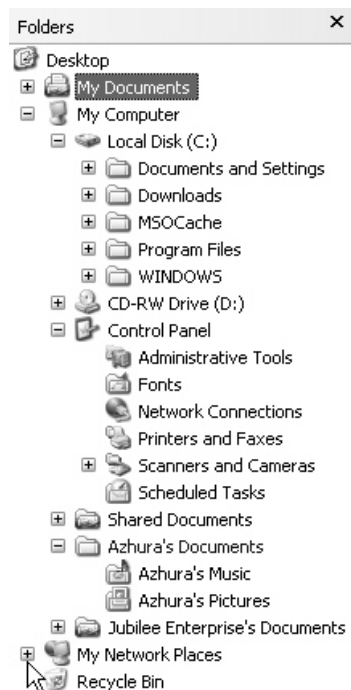 Folders
Desktop
My Documents
My Computer
Local Disk (C:)
Documents and Settings
Downloads
MSOCache
Program Files
WINDOWS
CD-RW Drive (D:)
Control Panel
Administrative Tools
Fonts
Network Connections
Printers and Faxes
Scanners and Cameras
Scheduled Tasks
Shared Documents
Azhura's Documents
Azhura's Music
Azhura's Pictures
Jubilee Enterprise's Documents
My Network Places
Recycle Bin